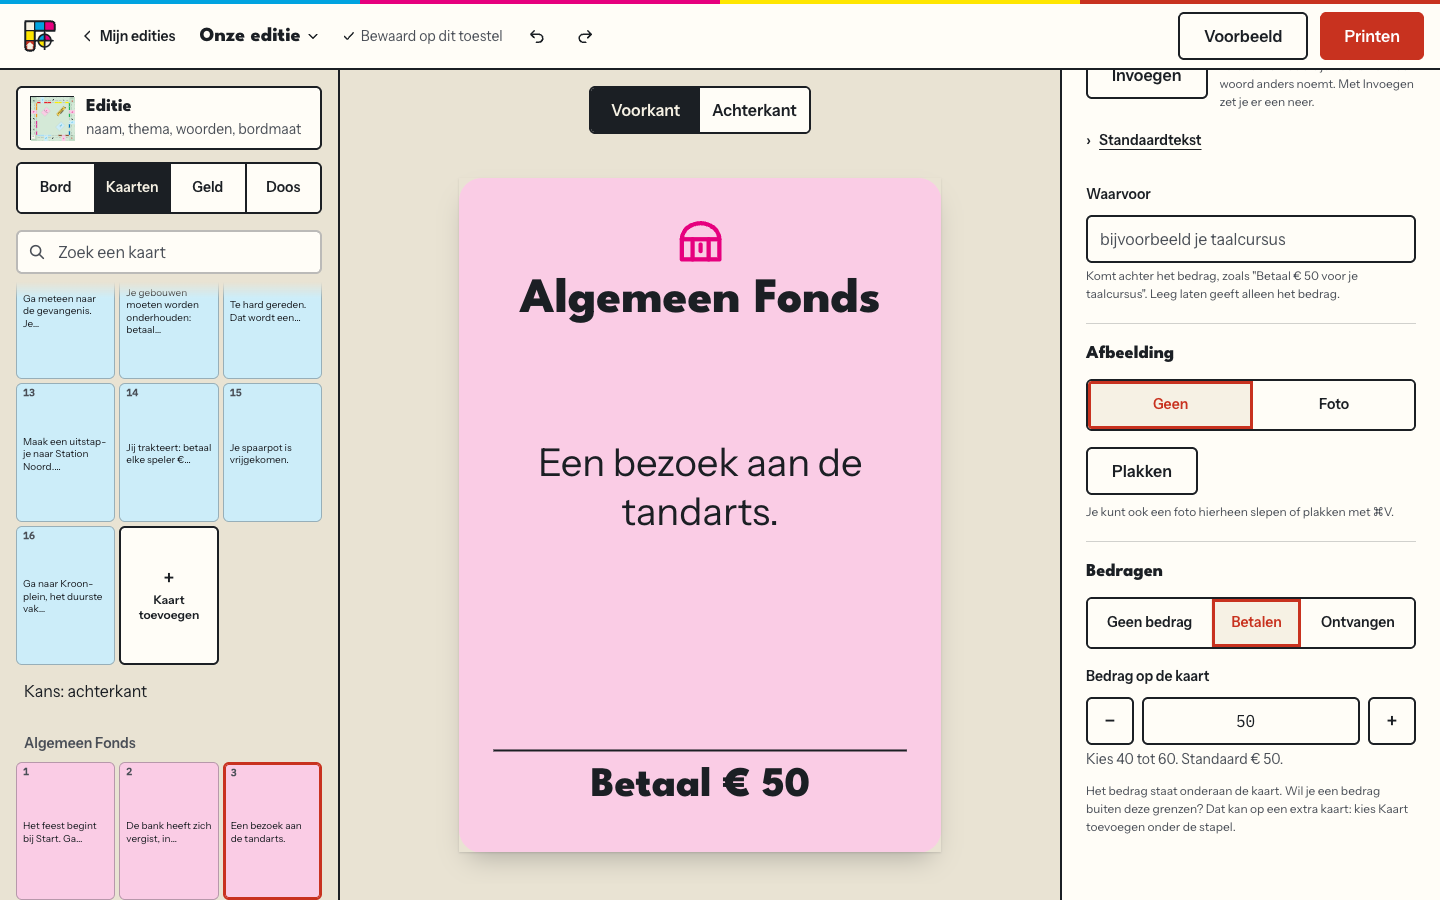 Mijn edities
Onze editie
Bewaard op dit toestel
Voorbeeld
Printen
Editie
naam, thema, woorden, bordmaat
Bord
Kaarten
Geld
Doos
Zoek een kaart
Ga meteen naar
de gevangenis.
Je...
Je gebouwen
moeten worden
onderhouden:
betaal...
Te hard gereden.
Dat wordt een...
13
Maak een uitstap-
je naar Station
Noord....
14
Jij trakteert: betaal
elke speler €...
15
Je spaarpot is
vrijgekomen.
16
Ga naar Kroon-
plein, het duurste
vak...
+
Kaart
toevoegen
Kans: achterkant
Algemeen Fonds
1
Het feest begint
bij Start. Ga...
2
De bank heeft zich
vergist, in...
3
Een bezoek aan
de tandarts.
Voorkant
Achterkant
Algemeen Fonds
Een bezoek aan de
tandarts.
Betaal € 50
Invoegen
woord anders noemt. Met Invoegen
zet je er een neer.
› Standaardtekst
Waarvoor
bijvoorbeeld je taalcursus
Komt achter het bedrag, zoals "Betaal € 50 voor je
taalcursus". Leeg laten geeft alleen het bedrag.
Afbeelding
Geen
Foto
Plakken
Je kunt ook een foto hierheen slepen of plakken met ⌘V.
Bedragen
Geen bedrag
Betalen
Ontvangen
Bedrag op de kaart
−
50
+
Kies 40 tot 60. Standaard € 50.
Het bedrag staat onderaan de kaart. Wil je een bedrag
buiten deze grenzen? Dat kan op een extra kaart: kies Kaart
toevoegen onder de stapel.